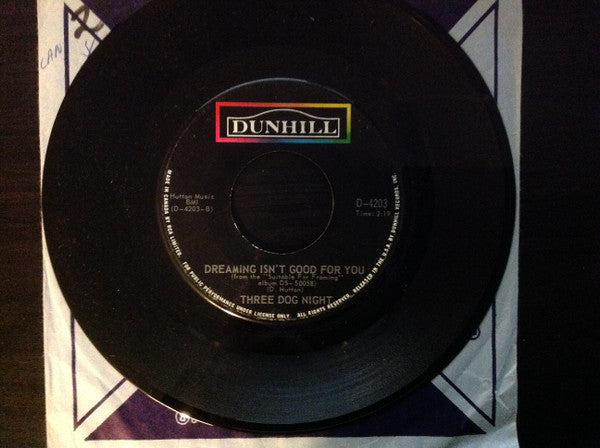 CAN
DUNHILL
Hutton Music
BMI
(D-4203-B)
D-4203
Time: 2:19
DREAMING ISN'T GOOD FOR YOU
(from the "Suitable For Framing"
album DS-50058)
(D. Hutton)
THREE DOG NIGHT
MADE IN CANADA BY RCA LIMITED. FOR PUBLIC PERFORMANCE UNDER LICENSE ONLY. ALL RIGHTS RESERVED. RELEASED IN THE U.S.A. BY DUNHILL RECORDS, INC.